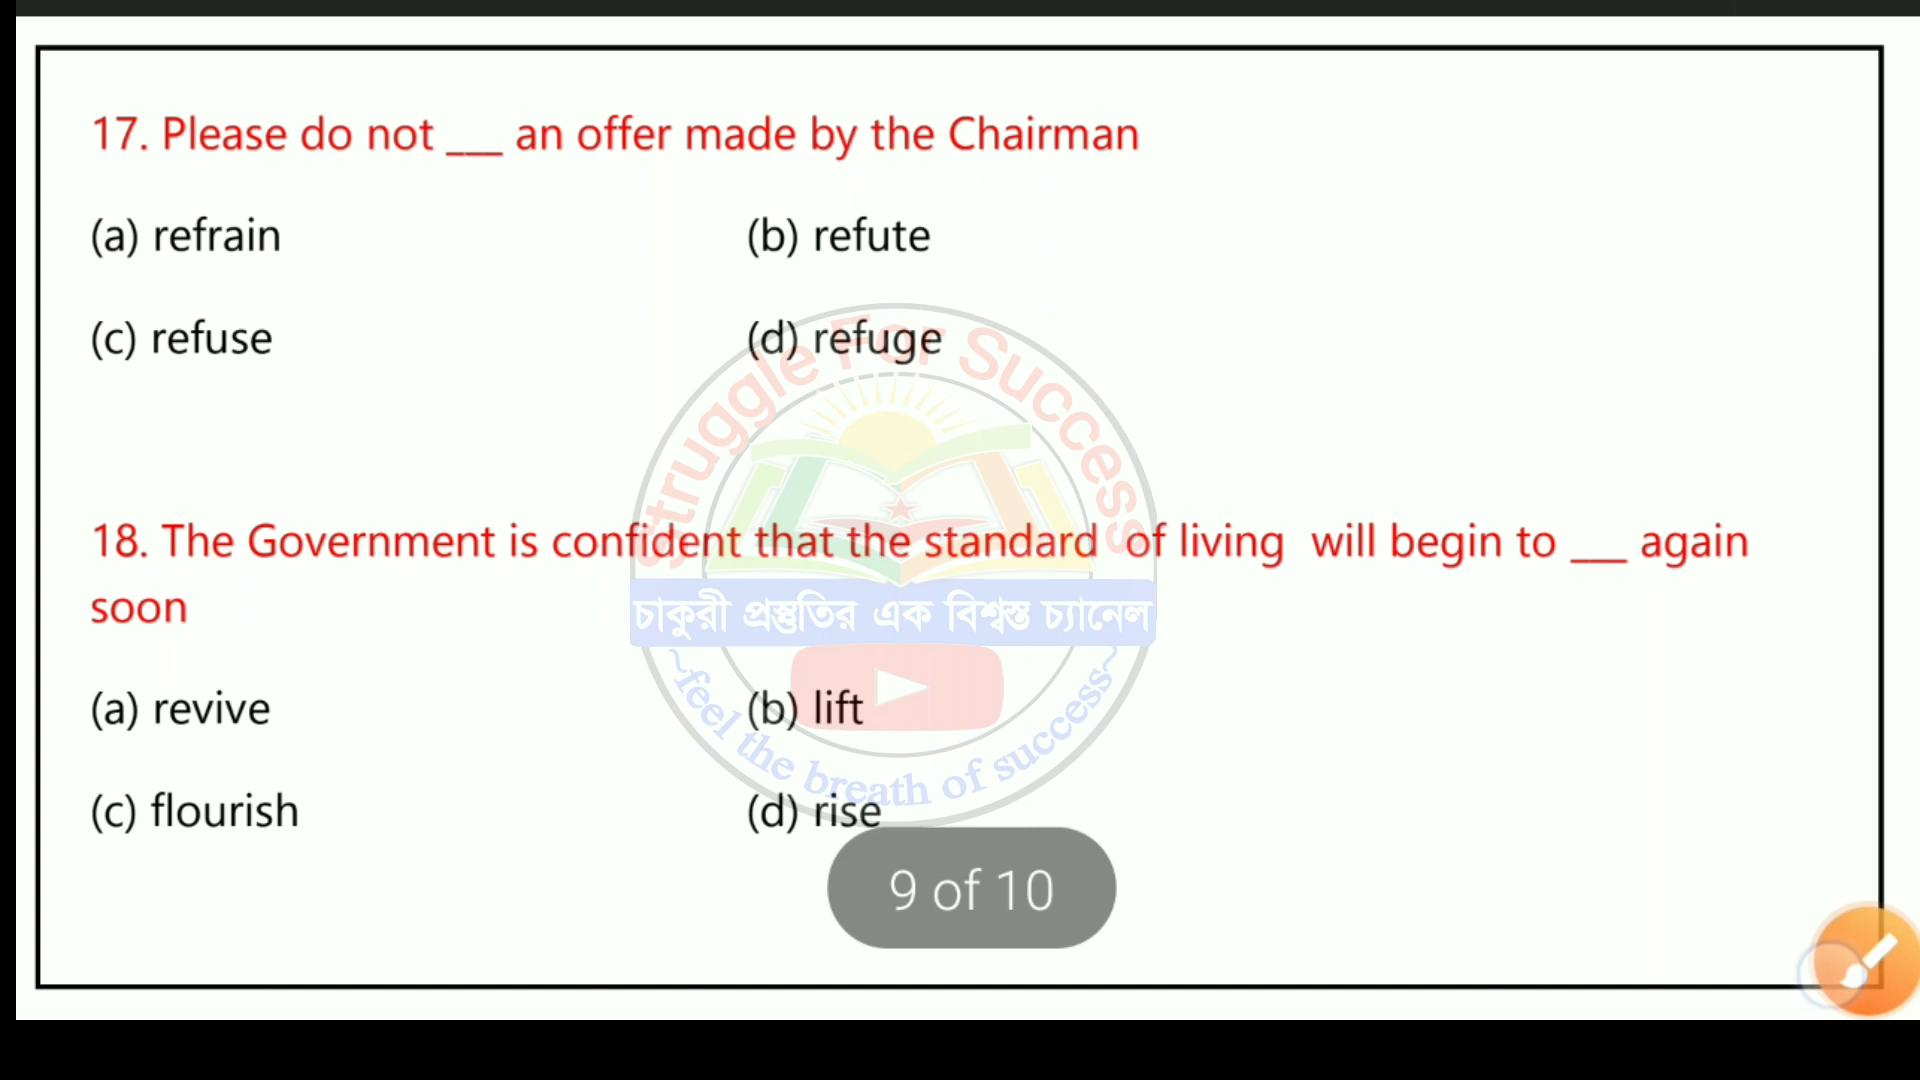 17. Please do not ___ an offer made by the Chairman
(a) refrain
(b) refute
(c) refuse
(d) refuge
Struggle For Success
18. The Government is confident that the standard of living will begin to ___ again
soon
চাকুরী প্রস্তুতির এক বিশ্বস্ত চ্যানেল
(a) revive
(b) lift
~feel the breath of success~
(c) flourish
(d) rise
9 of 10